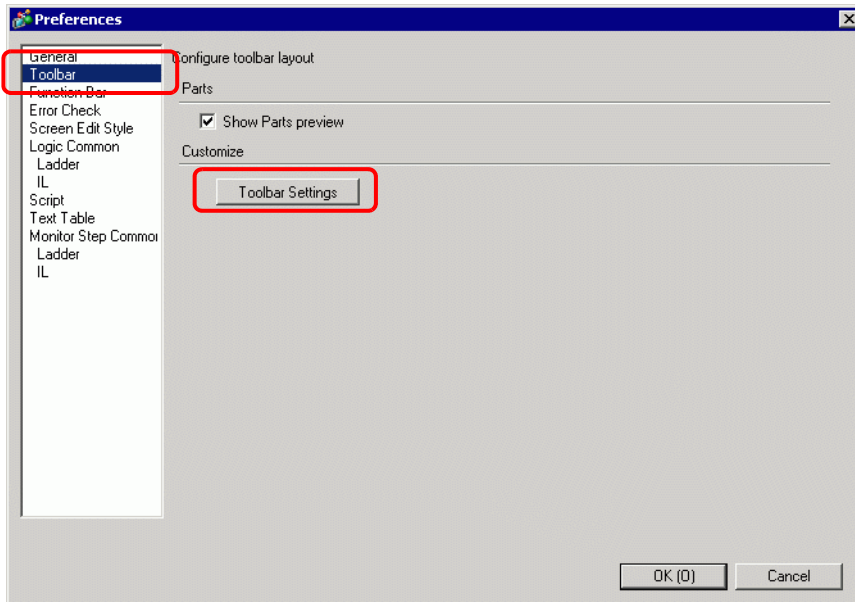 Preferences
General
Toolbar
Function Bar
Error Check
Screen Edit Style
Logic Common
Ladder
IL
Script
Text Table
Monitor Step Commo
Ladder
IL
Configure toolbar layout
Parts
Show Parts preview
Customize
Toolbar Settings
OK (O)
Cancel